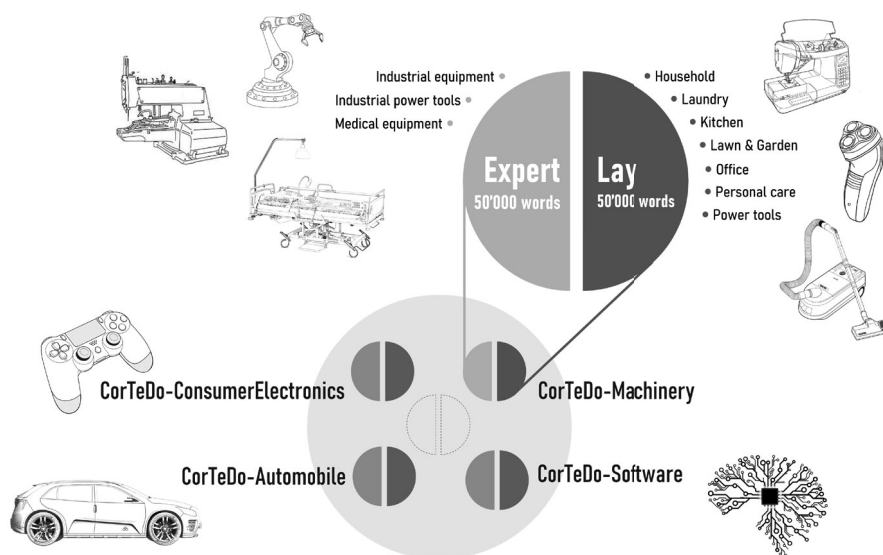 Industrial equipment
Industrial power tools
Medical equipment
Expert
50'000 words
Lay
50'000 words
Household
Laundry
Kitchen
Lawn & Garden
Office
Personal care
Power tools
CorTeDo-ConsumerElectronics
CorTeDo-Machinery
CorTeDo-Automobile
CorTeDo-Software